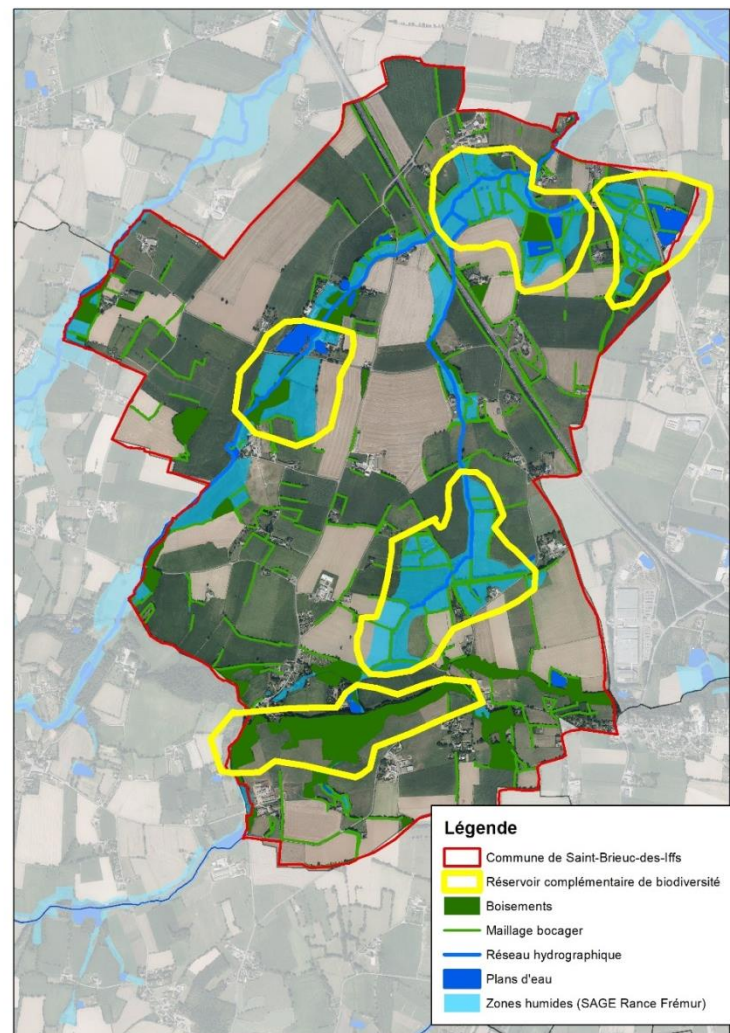 Légende
Commune de Saint-Brieuc-des-Iffs
Réservoir complémentaire de biodiversité
Boisements
Maillage bocager
Réseau hydrographique
Plans d'eau
Zones humides (SAGE Rance Frémur)